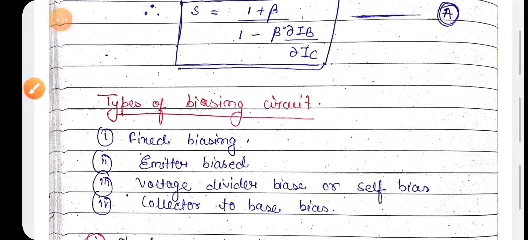 ∴ S = 1 + β / 1 - β ∂IB / ∂IC (A)
Types of biasing circuit.
(i) Fixed biasing.
(ii) Emitter biased
(iii) Voltage divider biase or self bias
(iv) Collector to base bias.